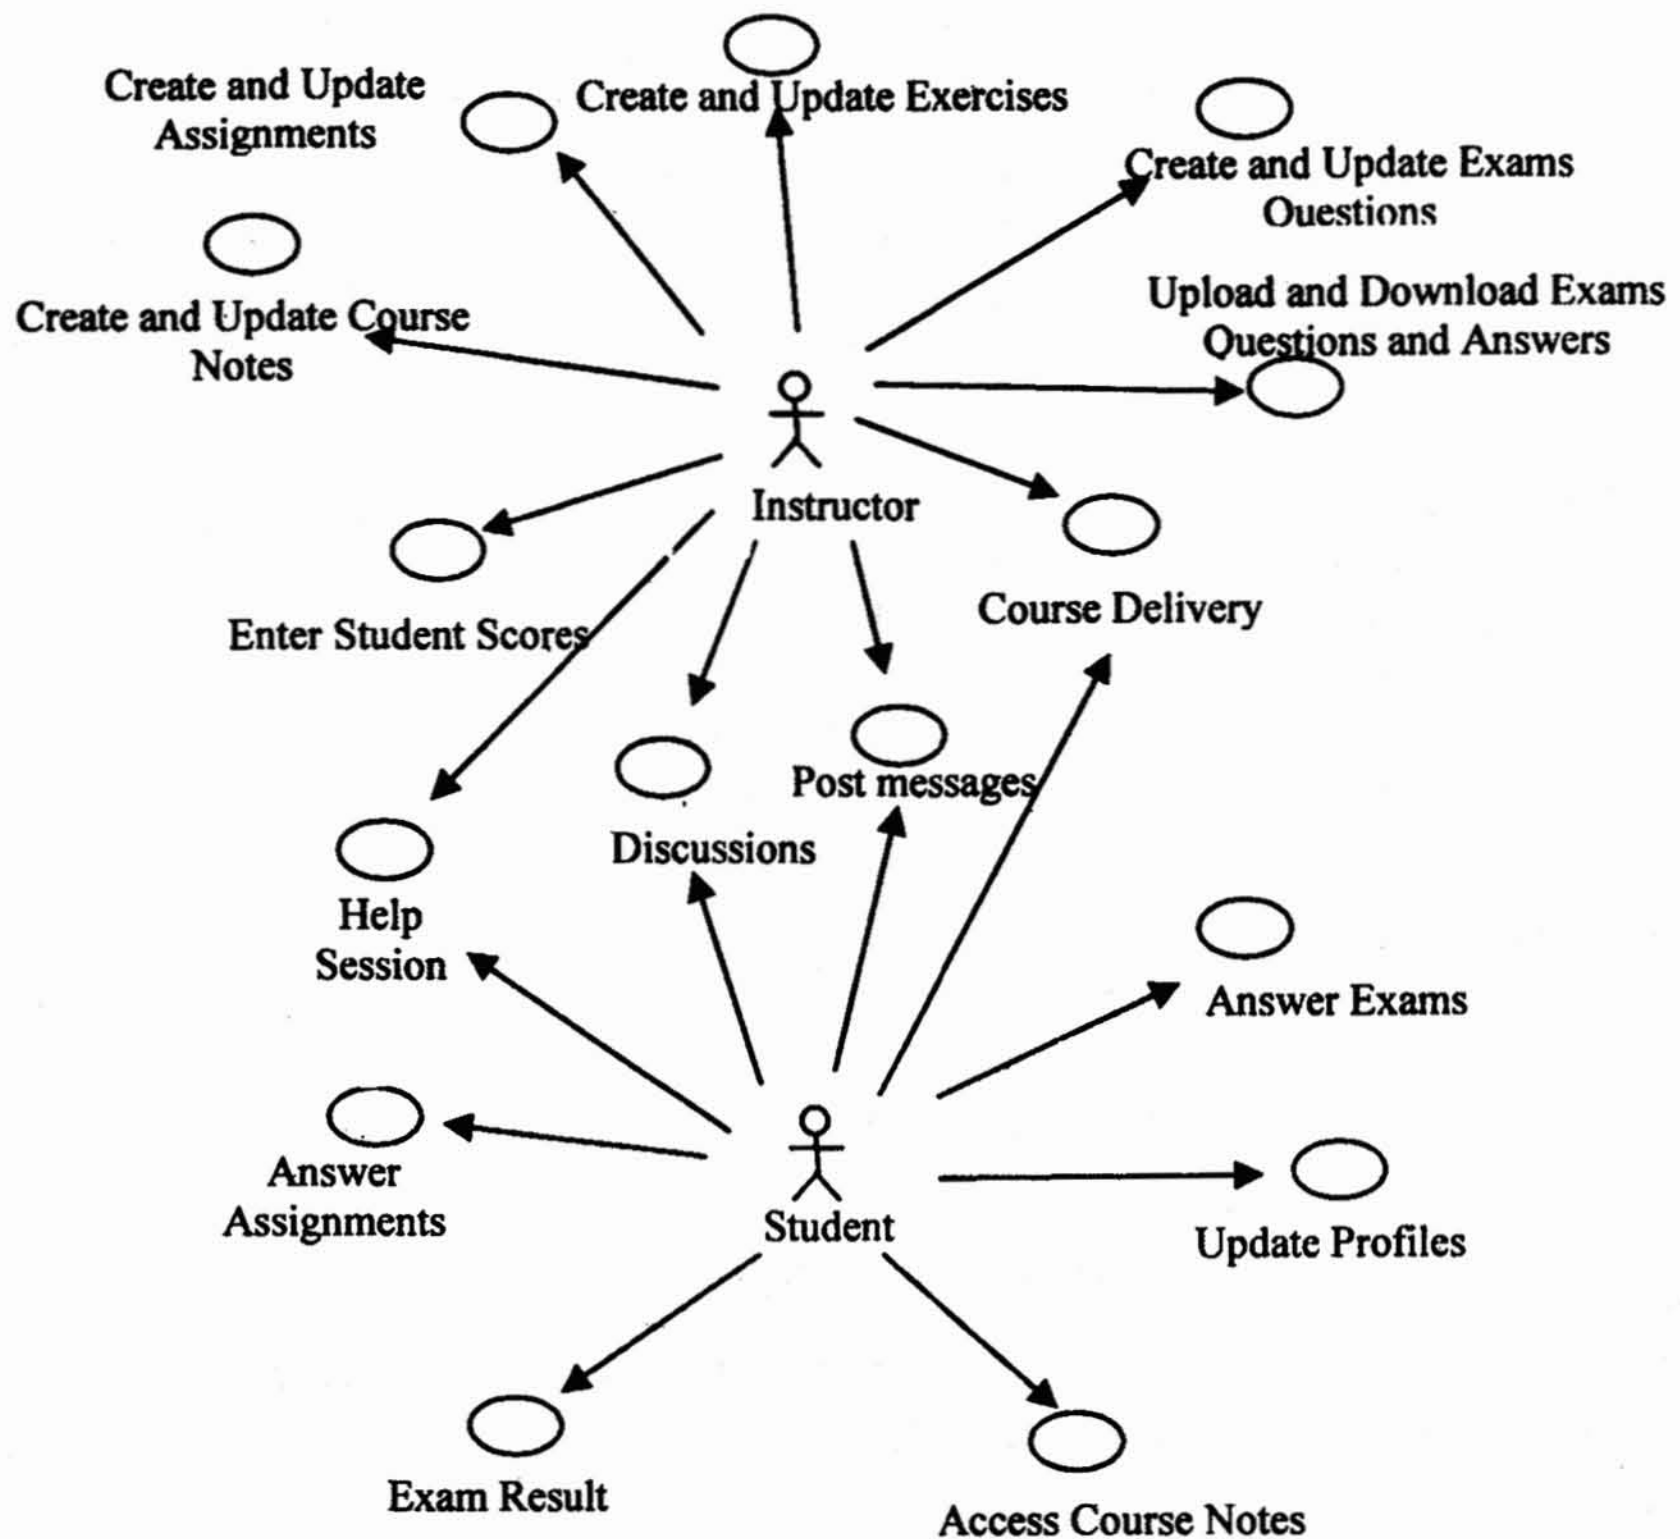 Create and Update
Assignments
Create and Update Exercises
Create and Update Exams
Questions
Create and Update Course
Notes
Upload and Download Exams
Questions and Answers
Instructor
Enter Student Scores
Course Delivery
Post messages
Discussions
Help
Session
Answer Exams
Answer
Assignments
Student
Update Profiles
Exam Result
Access Course Notes